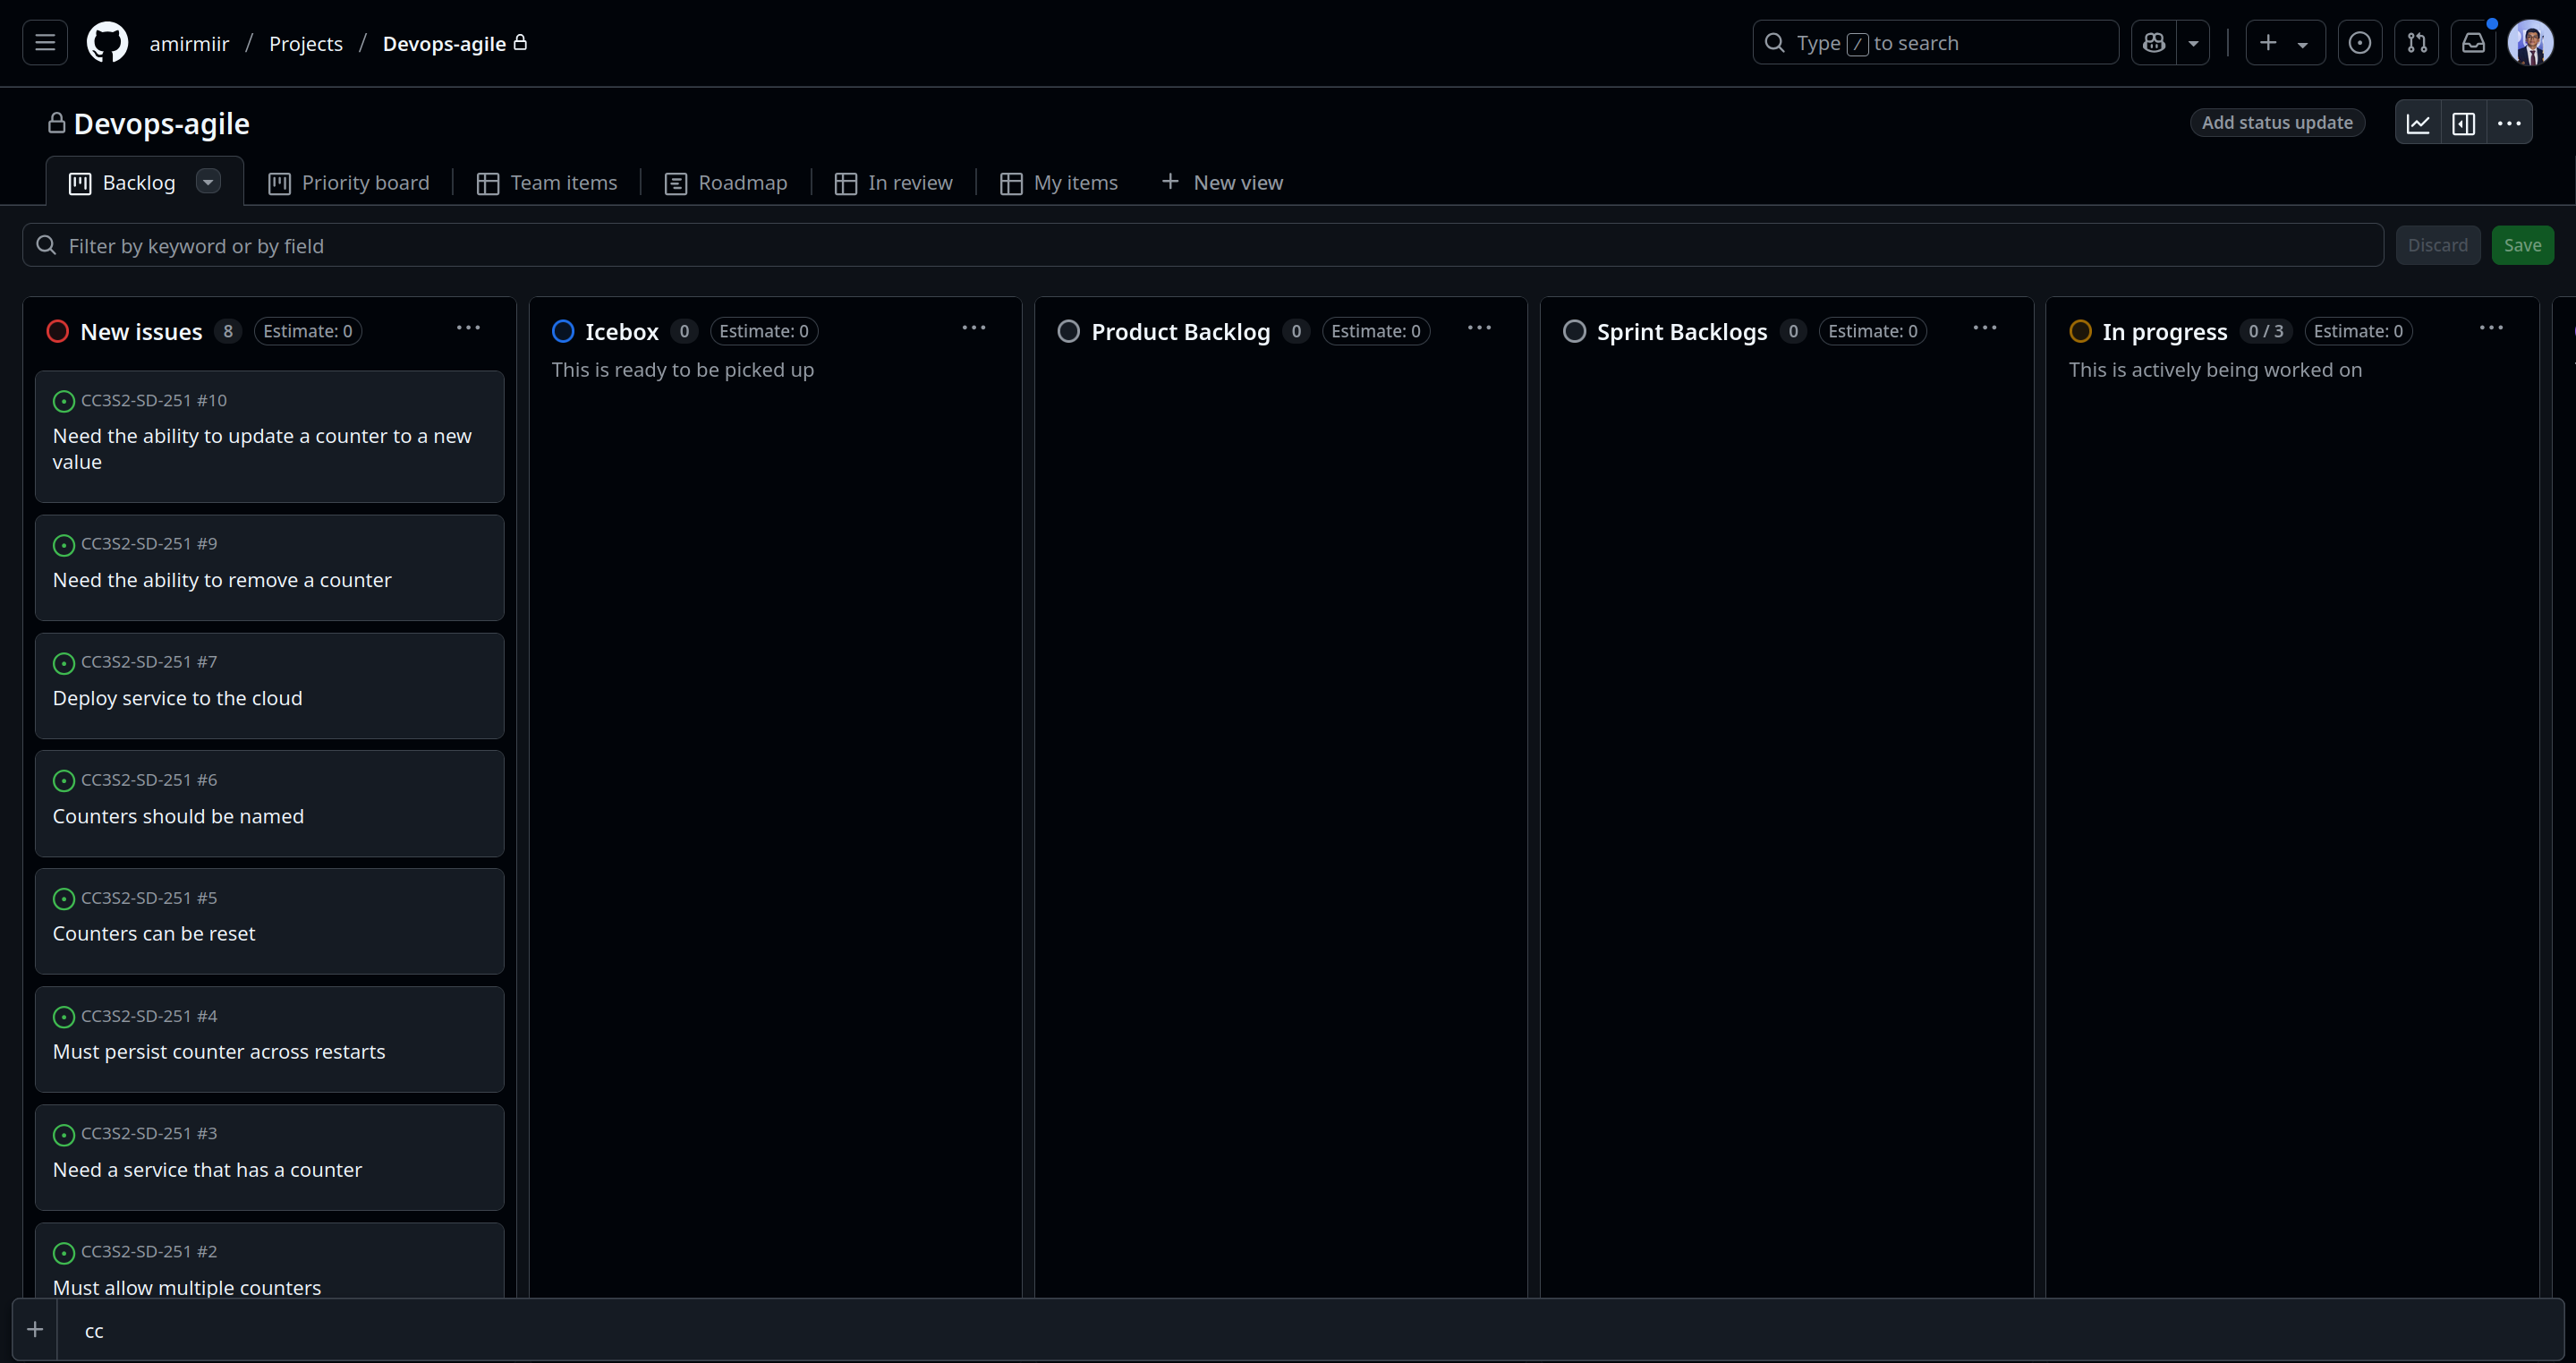 amirmiir / Projects / Devops-agile
Type / to search
Devops-agile
Add status update
Backlog
Priority board
Team items
Roadmap
In review
My items
+ New view
Filter by keyword or by field
Discard
Save
New issues 8 Estimate: 0
CC3S2-SD-251 #10
Need the ability to update a counter to a new
value
CC3S2-SD-251 #9
Need the ability to remove a counter
CC3S2-SD-251 #7
Deploy service to the cloud
CC3S2-SD-251 #6
Counters should be named
CC3S2-SD-251 #5
Counters can be reset
CC3S2-SD-251 #4
Must persist counter across restarts
CC3S2-SD-251 #3
Need a service that has a counter
CC3S2-SD-251 #2
Must allow multiple counters
Icebox 0 Estimate: 0
This is ready to be picked up
Product Backlog 0 Estimate: 0
Sprint Backlogs 0 Estimate: 0
In progress 0 / 3 Estimate: 0
This is actively being worked on
+ cc